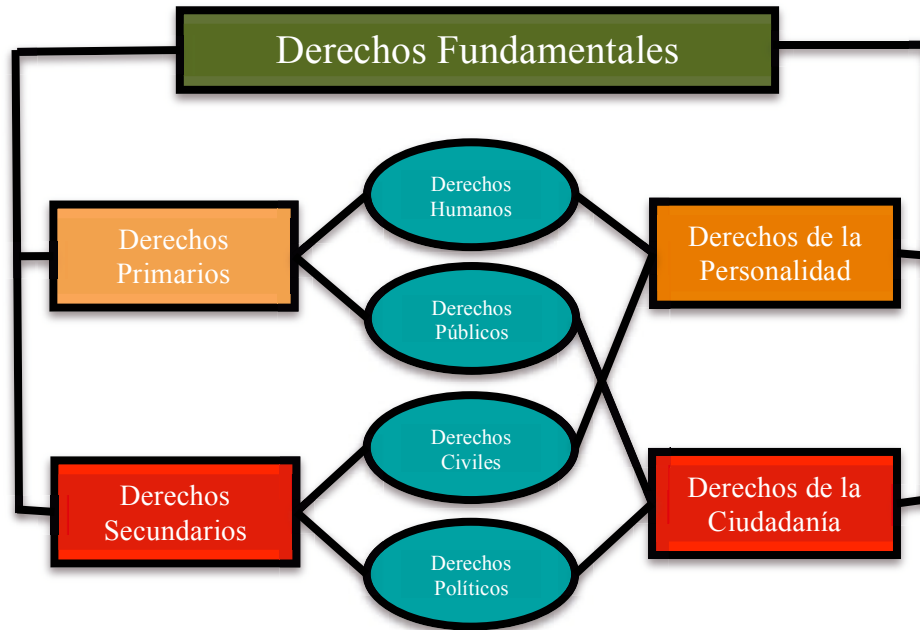 Derechos Fundamentales
Derechos
Humanos
Derechos
Primarios
Derechos de la
Personalidad
Derechos
Públicos
Derechos
Civiles
Derechos
Secundarios
Derechos de la
Ciudadanía
Derechos
Políticos